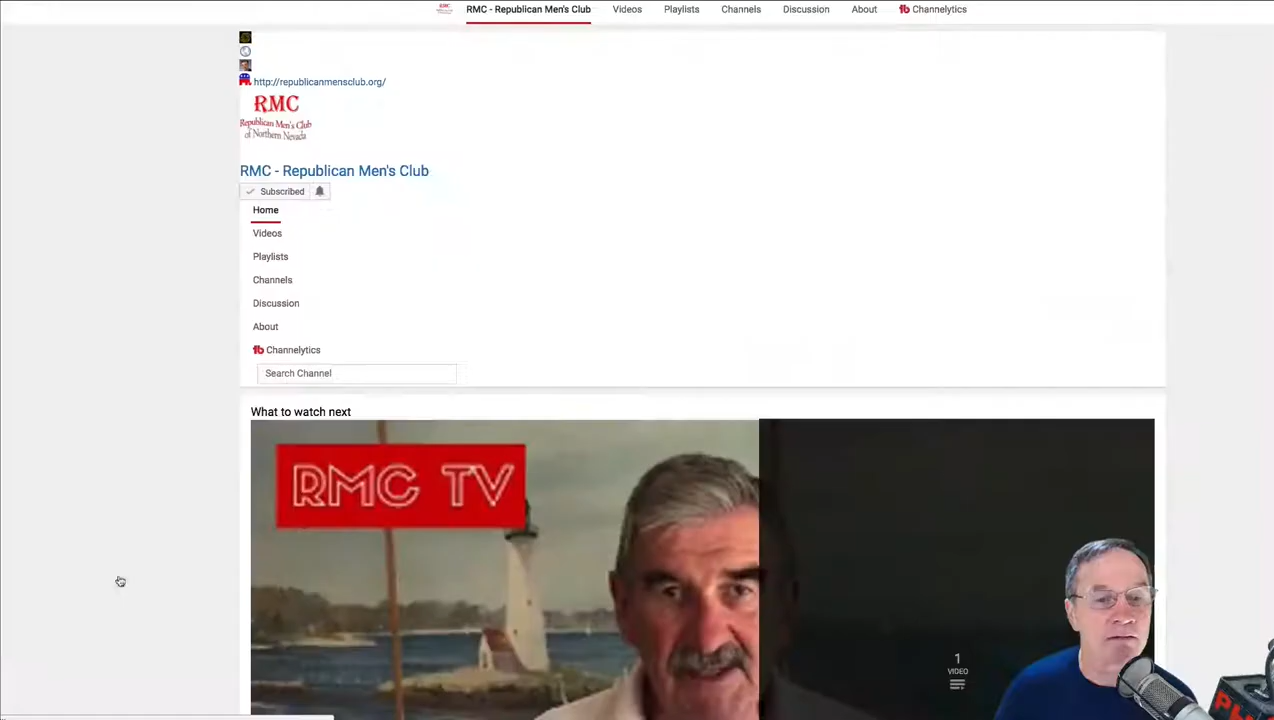 RMC - Republican Men's Club
Videos
Playlists
Channels
Discussion
About
Channelytics
http://republicanmensclub.org/
RMC
Republican Men's Club
of Northern Nevada
RMC - Republican Men's Club
Subscribed
Home
Videos
Playlists
Channels
Discussion
About
Channelytics
Search Channel
What to watch next
RMC TV
1
VIDEO